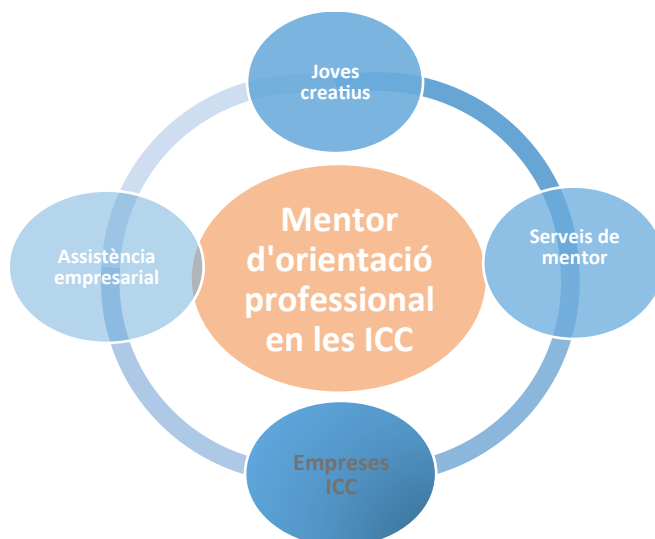 Joves
creatius
Mentor
d'orientació
professional
en les ICC
Serveis de
mentor
Assistència
empresarial
Empreses
ICC